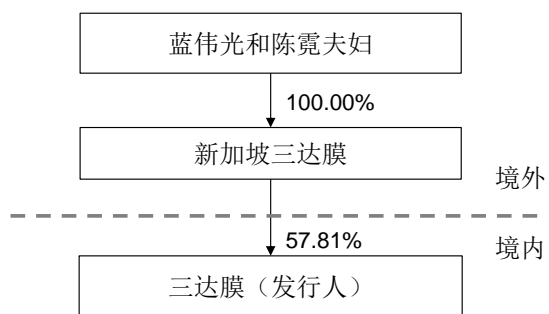 蓝伟光和陈霓夫妇
100.00%
新加坡三达膜
境外
57.81%
境内
三达膜（发行人）